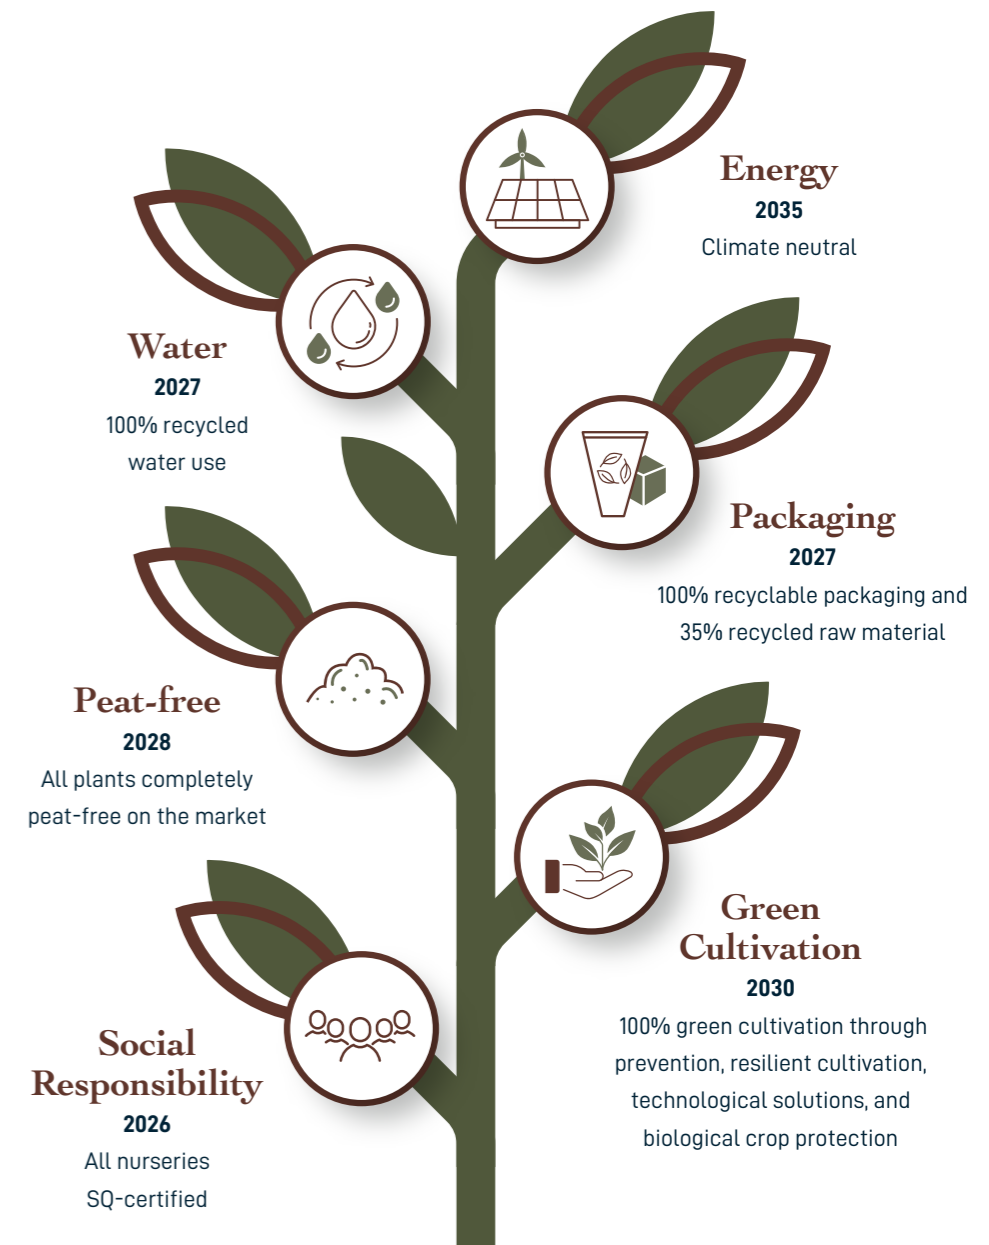 Energy
2035
Climate neutral
Water
2027
100% recycled
water use
Packaging
2027
100% recyclable packaging and
35% recycled raw material
Peat-free
2028
All plants completely
peat-free on the market
Green
Cultivation
2030
100% green cultivation through
prevention, resilient cultivation,
technological solutions, and
biological crop protection
Social
Responsibility
2026
All nurseries
SQ-certified